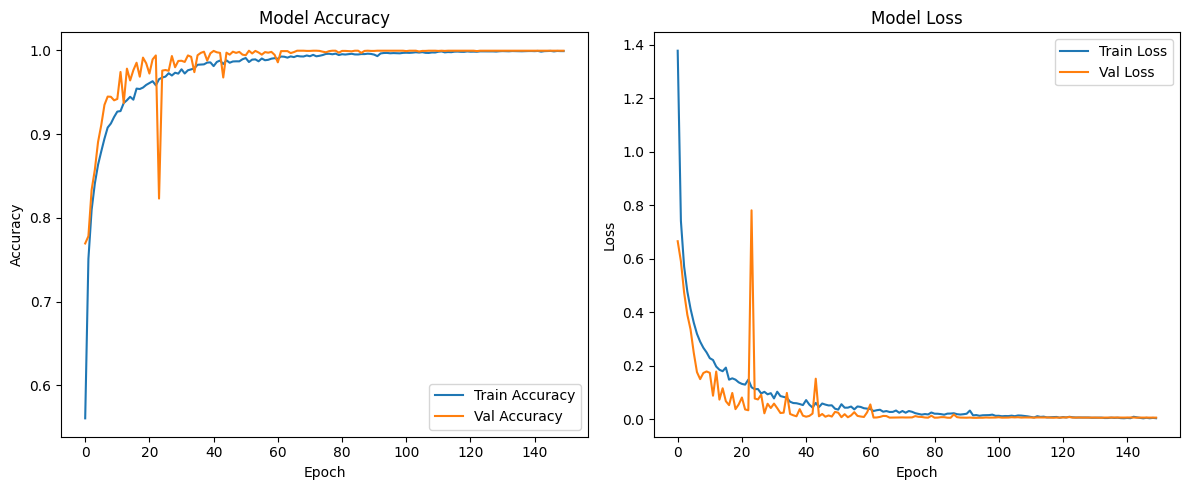 Model Accuracy
1.0
0.9
0.8
0.7
0.6
Accuracy
0 20 40 60 80 100 120 140
Epoch
Train Accuracy
Val Accuracy
Model Loss
1.4
1.2
1.0
0.8
0.6
0.4
0.2
0.0
Loss
0 20 40 60 80 100 120 140
Epoch
Train Loss
Val Loss